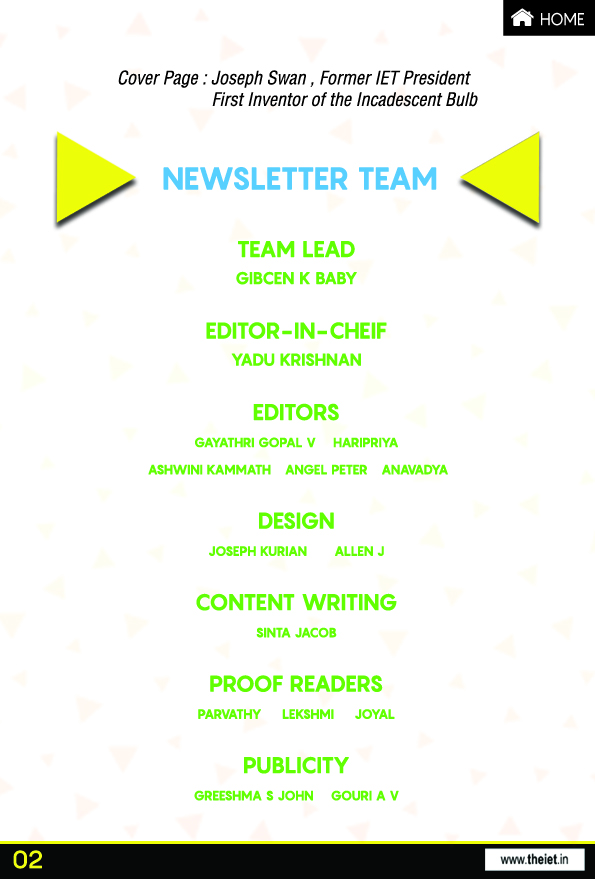 HOME
Cover Page : Joseph Swan , Former IET President
First Inventor of the Incadescent Bulb
NEWSLETTER TEAM
TEAM LEAD
GIBCEN K BABY
EDITOR-IN-CHEIF
YADU KRISHNAN
EDITORS
GAYATHRI GOPAL V HARIPRIYA
ASHWINI KAMMATH ANGEL PETER ANAVADYA
DESIGN
JOSEPH KURIAN ALLEN J
CONTENT WRITING
SINTA JACOB
PROOF READERS
PARVATHY LEKSHMI JOYAL
PUBLICITY
GREESHMA S JOHN GOURI A V
02
www.theiet.in